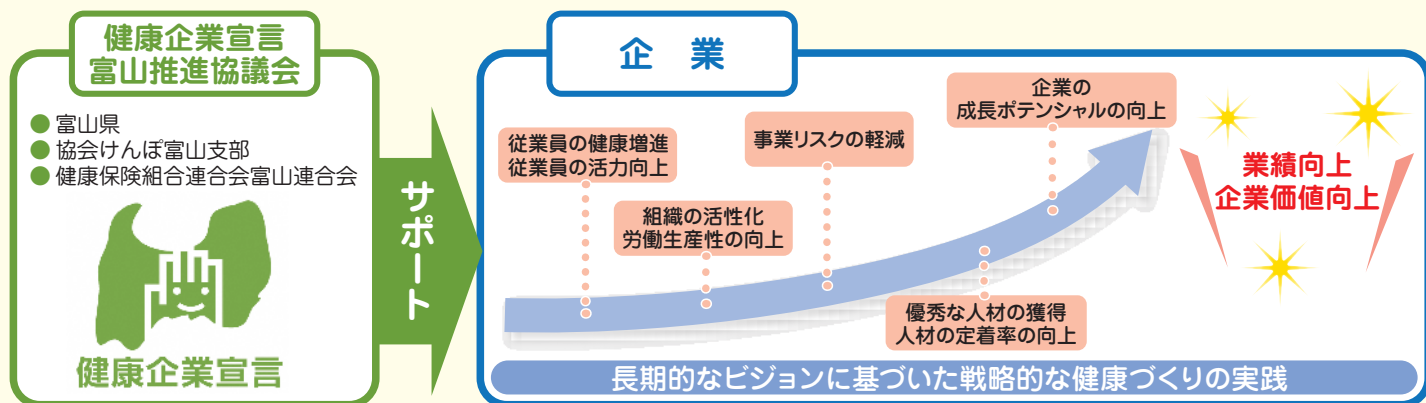 健康企業宣言
富山推進協議会
● 富山県
● 協会けんぽ富山支部
● 健康保険組合連合会富山連合会
健康企業宣言
サポート
企業
従業員の健康増進
従業員の活力向上
組織の活性化
労働生産性の向上
事業リスクの軽減
優秀な人材の獲得
人材の定着率の向上
企業の
成長ポテンシャルの向上
業績向上
企業価値向上
長期的なビジョンに基づいた戦略的な健康づくりの実践